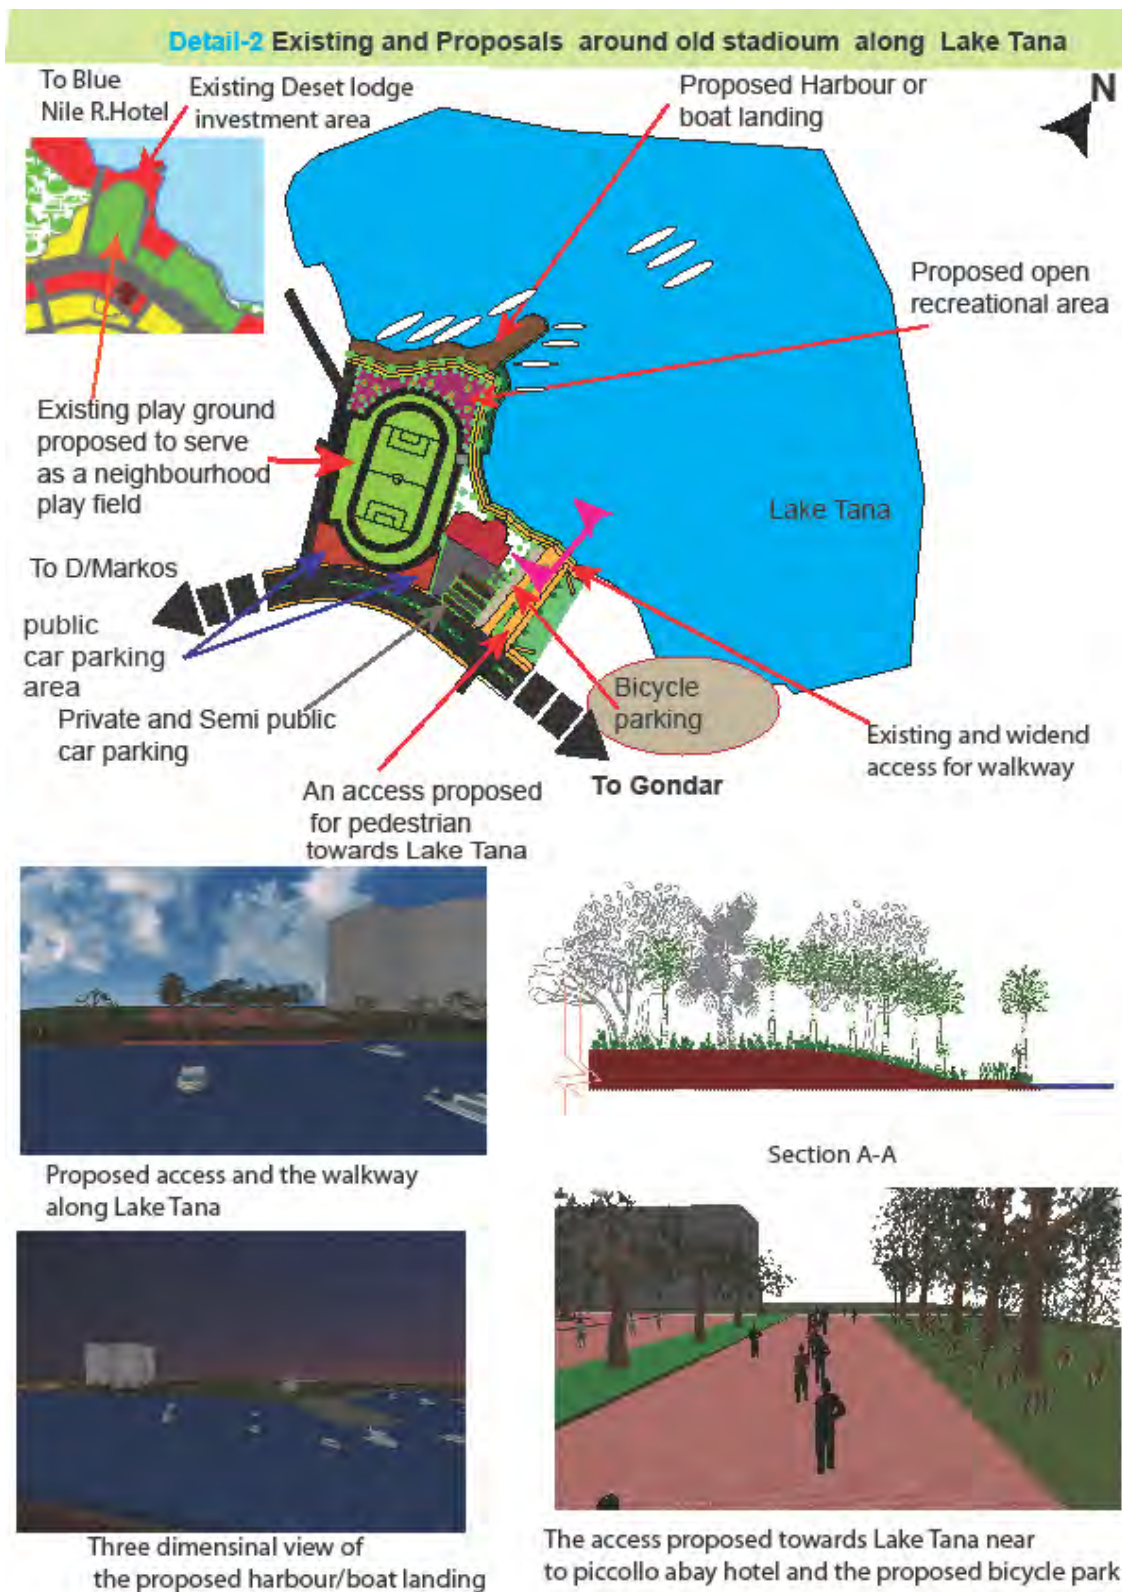 Detail-2 Existing and Proposals around old stadioum along Lake Tana
To Blue
Nile R.Hotel
Existing Deset lodge
investment area
Proposed Harbour or
boat landing
N
Proposed open
recreational area
Existing play ground
proposed to serve
as a neighbourhood
play field
Lake Tana
To D/Markos
public
car parking
area
Private and Semi public
car parking
Bicycle
parking
Existing and widend
access for walkway
To Gondar
An access proposed
for pedestrian
towards Lake Tana
Proposed access and the walkway
along Lake Tana
Section A-A
Three dimensinal view of
the proposed harbour/boat landing
The access proposed towards Lake Tana near
to piccollo abay hotel and the proposed bicycle park